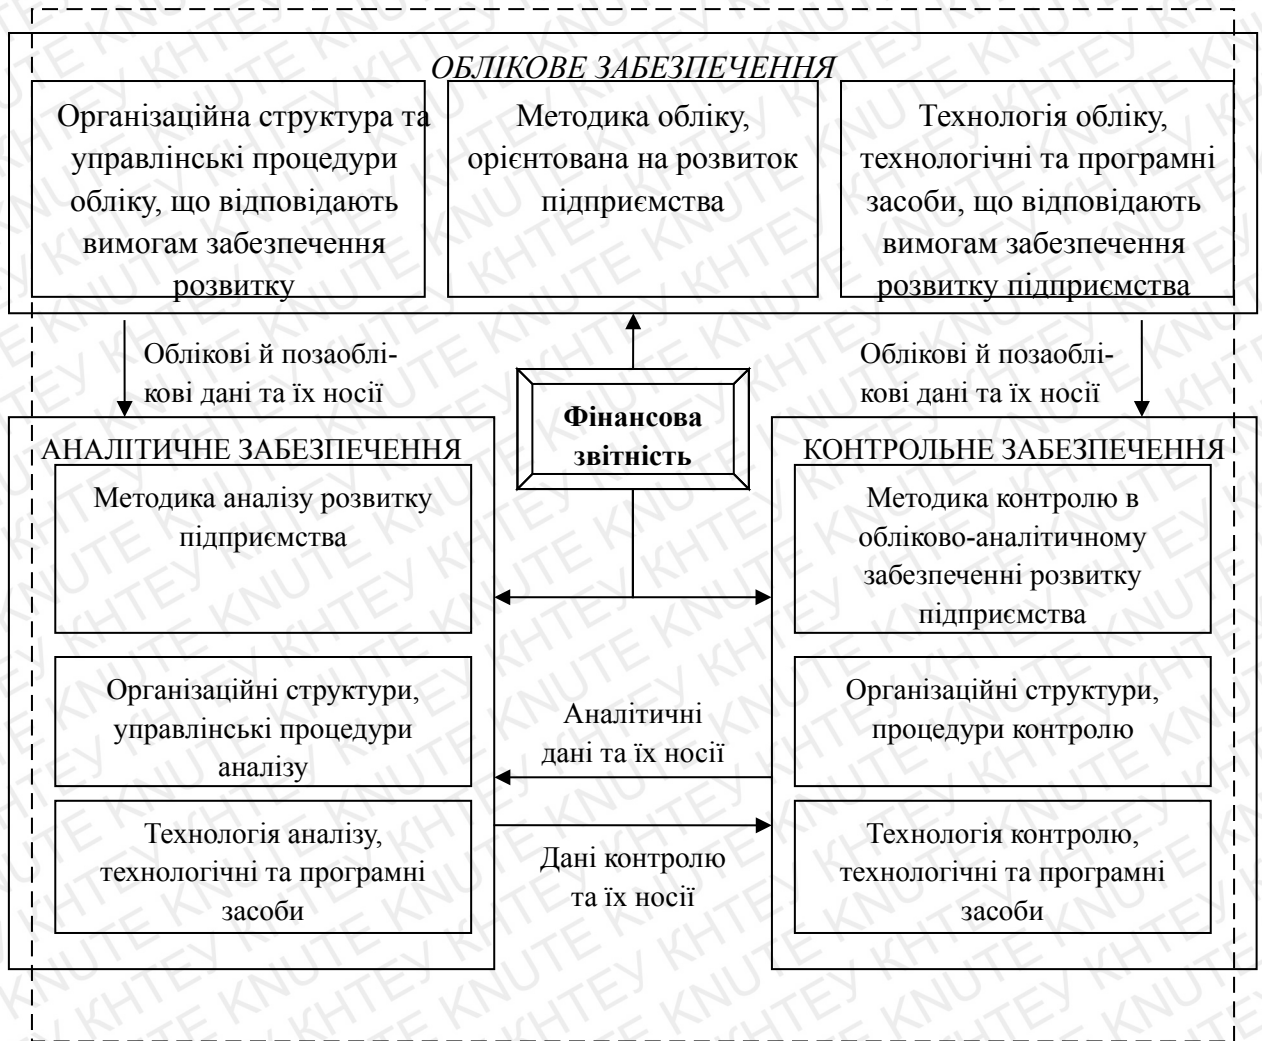 ОБЛІКОВЕ ЗАБЕЗПЕЧЕННЯ
Організаційна структура та
управлінські процедури
обліку, що відповідають
вимогам забезпечення
розвитку
Методика обліку,
орієнтована на розвиток
підприємства
Технологія обліку,
технологічні та програмні
засоби, що відповідають
вимогам забезпечення
розвитку підприємства
Облікові й позаоблі-
кові дані та їх носії
Фінансова
звітність
Облікові й позаоблі-
кові дані та їх носії
АНАЛІТИЧНЕ ЗАБЕЗПЕЧЕННЯ
Методика аналізу розвитку
підприємства
Організаційні структури,
управлінські процедури
аналізу
Технологія аналізу,
технологічні та програмні
засоби
Аналітичні
дані та їх носії
Дані контролю
та їх носії
КОНТРОЛЬНЕ ЗАБЕЗПЕЧЕННЯ
Методика контролю в
обліково-аналітичному
забезпеченні розвитку
підприємства
Організаційні структури,
процедури контролю
Технологія контролю,
технологічні та програмні
засоби